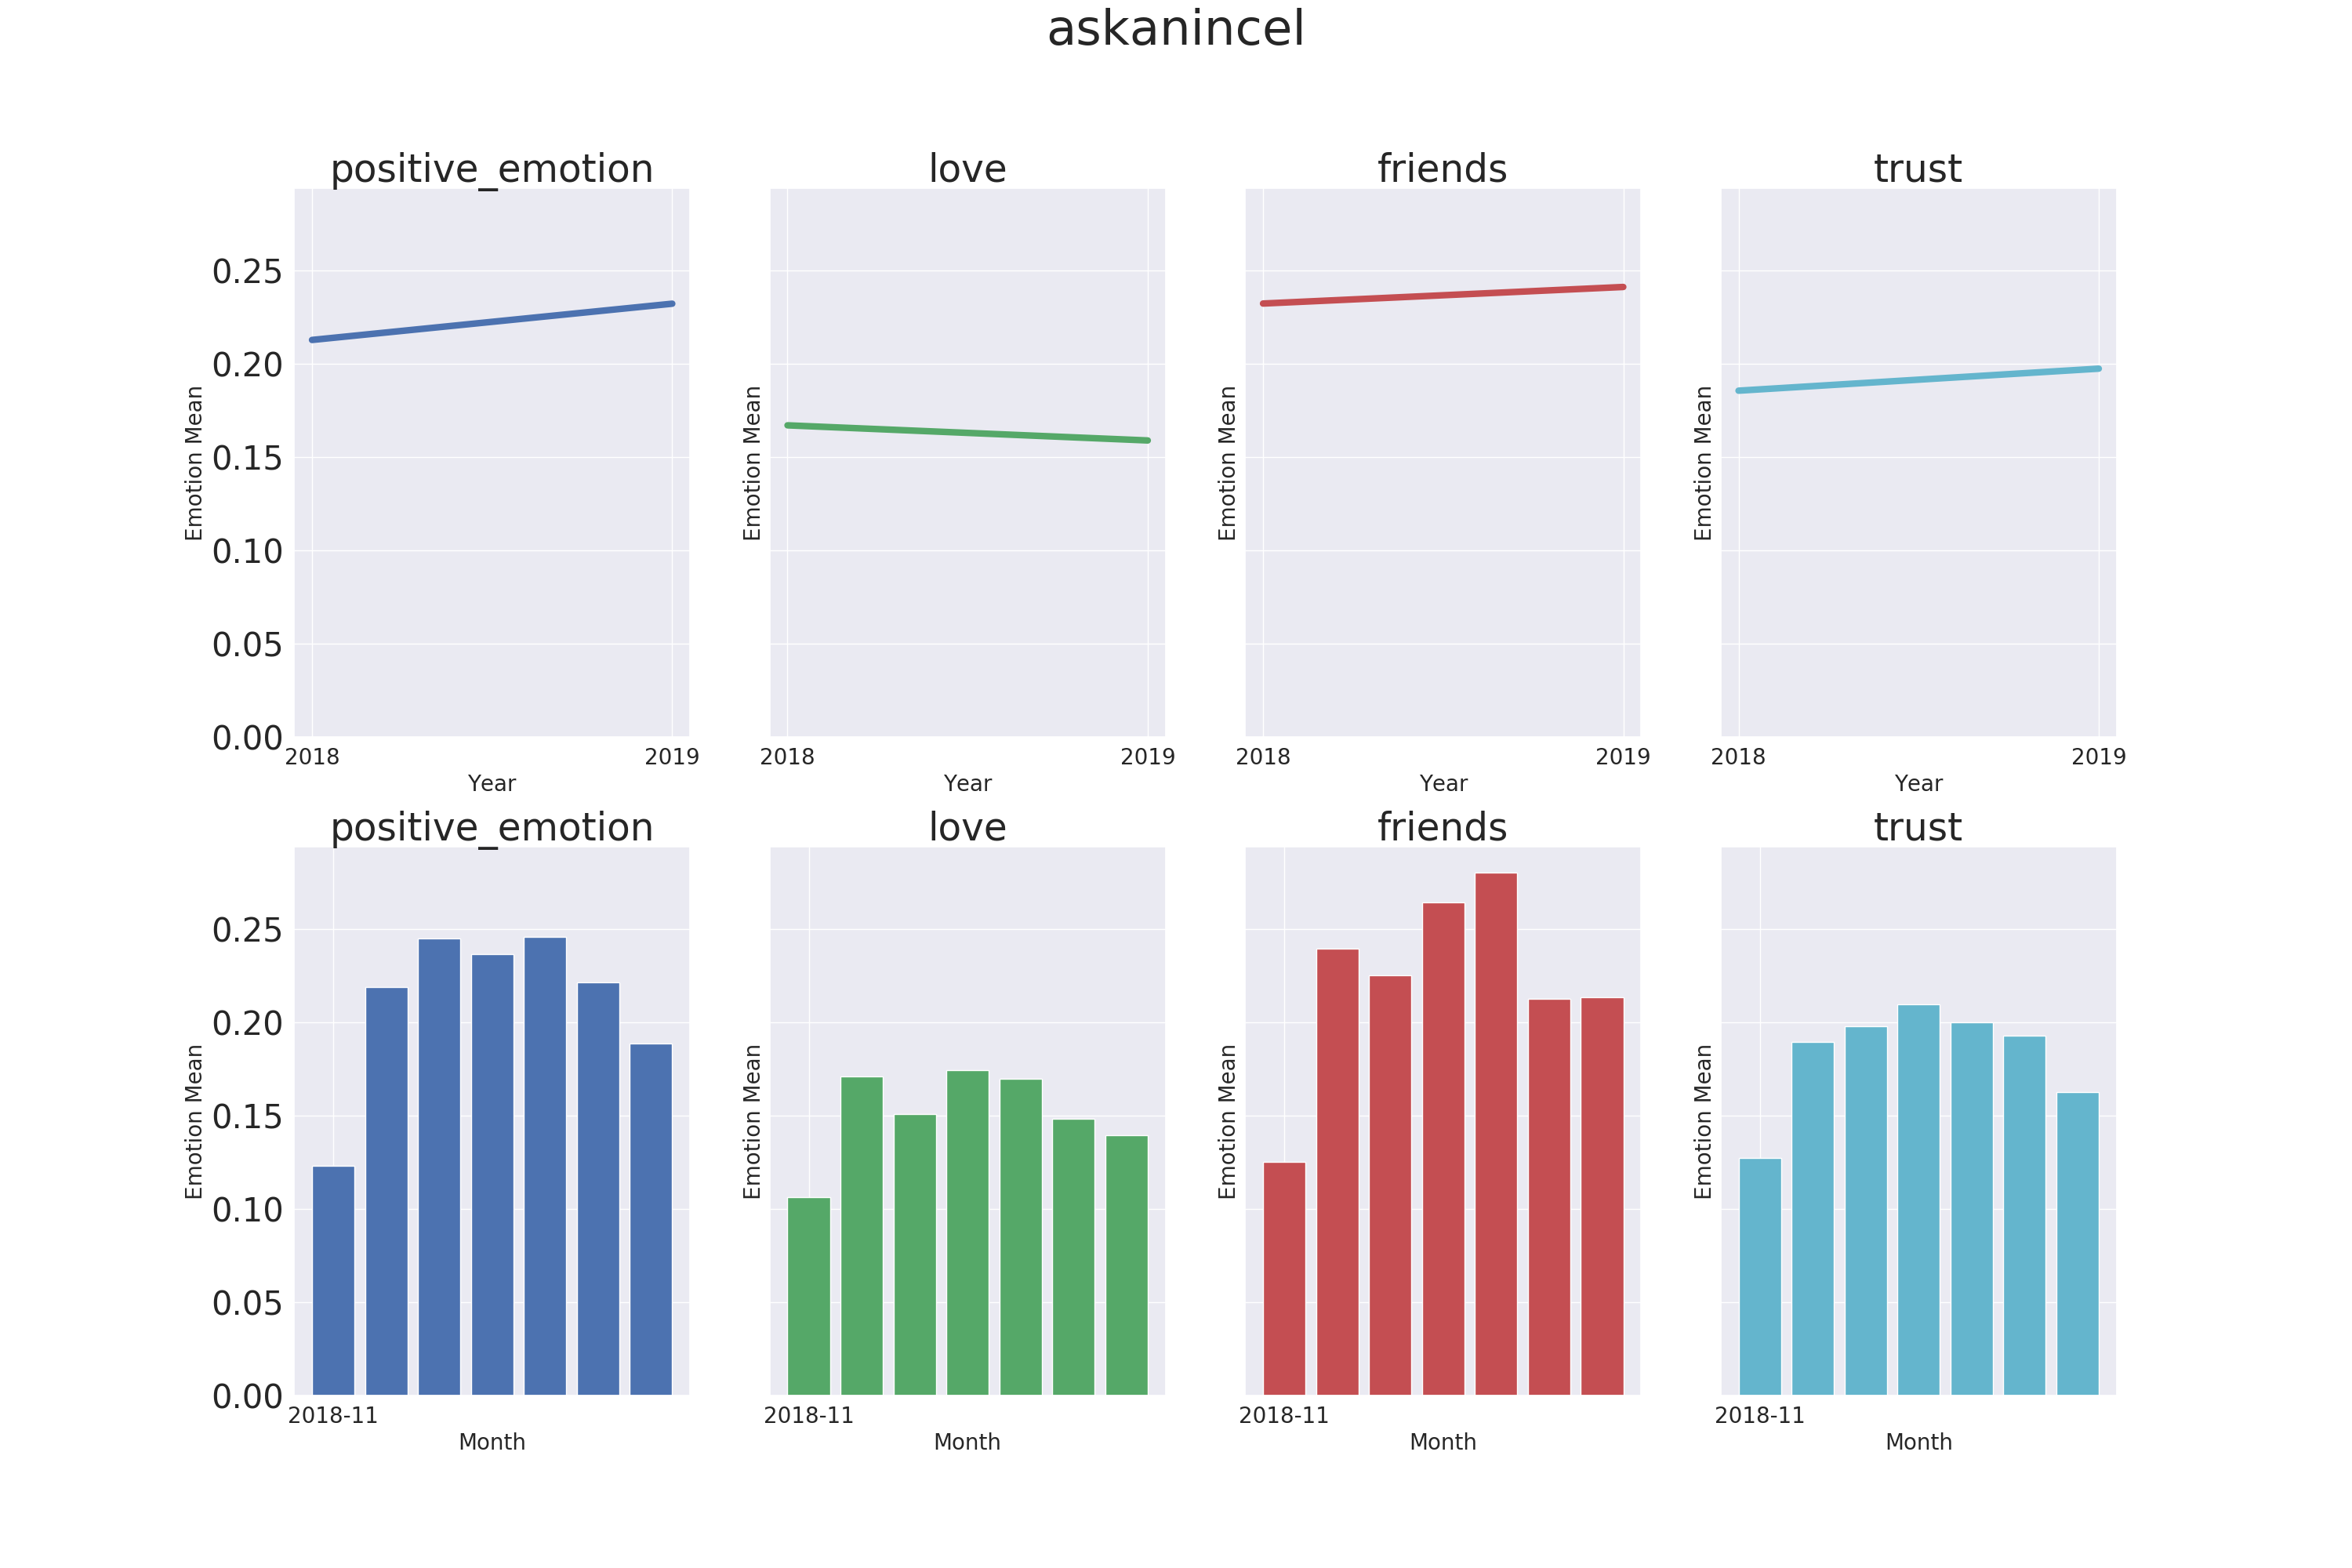 askanincel
positive_emotion love friends trust
0.25
0.20
0.15
0.10
0.05
0.00
Emotion Mean Emotion Mean Emotion Mean Emotion Mean
2018 2019 2018 2019 2018 2019 2018 2019
Year Year Year Year
positive_emotion love friends trust
0.25
0.20
0.15
0.10
0.05
0.00
Emotion Mean Emotion Mean Emotion Mean Emotion Mean
2018-11 2018-11 2018-11 2018-11
Month Month Month Month